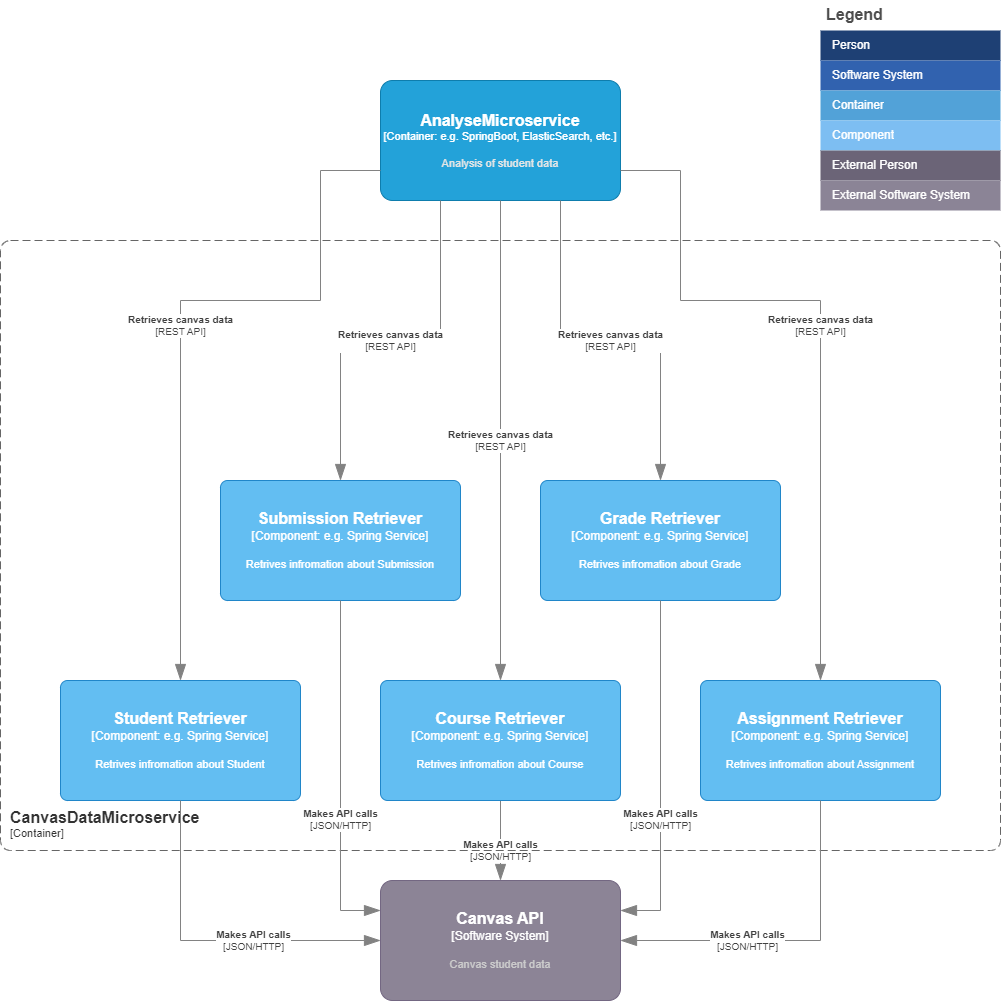 Legend
Person
Software System
Container
Component
External Person
External Software System
AnalyseMicroservice
[Container: e.g. SpringBoot, ElasticSearch, etc.]
Analysis of student data
Retrieves canvas data
[REST API]
Retrieves canvas data
[REST API]
Retrieves canvas data
[REST API]
Retrieves canvas data
[REST API]
Retrieves canvas data
[REST API]
Submission Retriever
[Component: e.g. Spring Service]
Retrives infromation about Submission
Grade Retriever
[Component: e.g. Spring Service]
Retrives infromation about Grade
Student Retriever
[Component: e.g. Spring Service]
Retrives infromation about Student
Course Retriever
[Component: e.g. Spring Service]
Retrives infromation about Course
Assignment Retriever
[Component: e.g. Spring Service]
Retrives infromation about Assignment
CanvasDataMicroservice
[Container]
Makes API calls
[JSON/HTTP]
Makes API calls
[JSON/HTTP]
Makes API calls
[JSON/HTTP]
Makes API calls
[JSON/HTTP]
Makes API calls
[JSON/HTTP]
Canvas API
[Software System]
Canvas student data